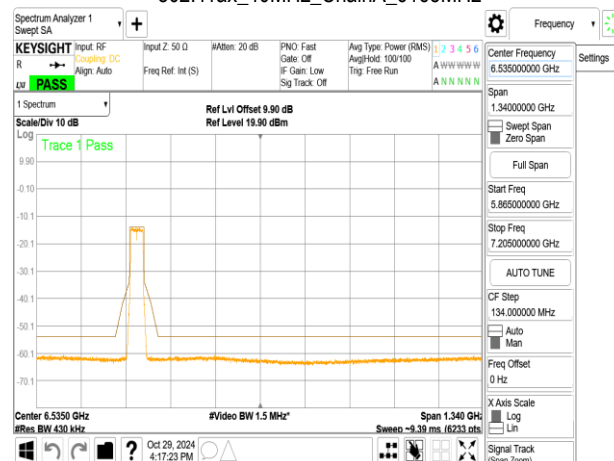 Spectrum Analyzer 1
Swept SA
Frequency
Settings
KEYSIGHT
R
LXI
PASS
Input: RF
Coupling: DC
Align: Auto
Input Z: 50 Ω
Freq Ref: Int (S)
#Atten: 20 dB
PNO: Fast
Gate: Off
IF Gain: Low
Sig Track: Off
Avg Type: Power (RMS)
Avg|Hold: 100/100
Trig: Free Run
1 2 3 4 5 6
A W W W W W
A N N N N N
1 Spectrum
Scale/Div 10 dB
Ref Lvl Offset 9.90 dB
Ref Level 19.90 dBm
Log
Trace 1 Pass
9.90
-0.10
-10.1
-20.1
-30.1
-40.1
-50.1
-60.1
-70.1
Center 6.5350 GHz
#Res BW 430 kHz
#Video BW 1.5 MHz*
Span 1.340 GHz
Sweep ~9.39 ms (6233 pts
Oct 29, 2024
4:17:23 PM
Center Frequency
6.535000000 GHz
Span
1.34000000 GHz
Swept Span
Zero Span
Full Span
Start Freq
5.865000000 GHz
Stop Freq
7.205000000 GHz
AUTO TUNE
CF Step
134.000000 MHz
Auto
Man
Freq Offset
0 Hz
X Axis Scale
Log
Lin
Signal Track
(Span Zoom)